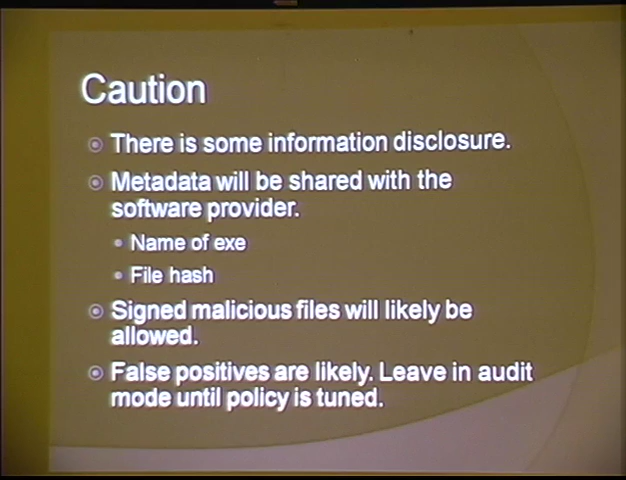 Caution
There is some information disclosure.
Metadata will be shared with the
software provider.
Name of exe
File hash
Signed malicious files will likely be
allowed.
False positives are likely. Leave in audit
mode until policy is tuned.